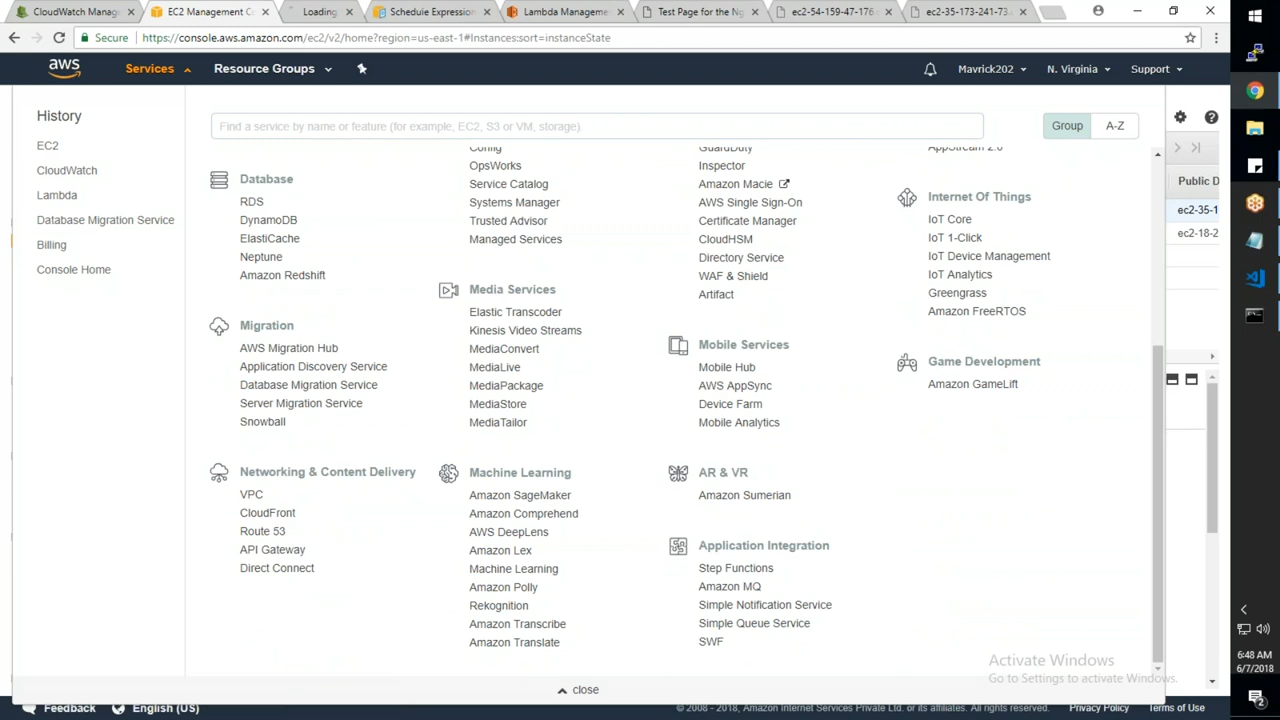 CloudWatch Manage
EC2 Management C
Loading
Schedule Expression
Lambda Manageme
Test Page for the Ng
ec2-54-159-47-176
ec2-35-173-241-73.
Secure
https://console.aws.amazon.com/ec2/v2/home?region=us-east-1#Instances:sort=instanceState
aws
Services
Resource Groups
Mavrick202
N. Virginia
Support
History
EC2
CloudWatch
Lambda
Database Migration Service
Billing
Console Home
Find a service by name or feature (for example, EC2, S3 or VM, storage).
Group
A-Z
Database
RDS
DynamoDB
ElastiCache
Neptune
Amazon Redshift
Migration
AWS Migration Hub
Application Discovery Service
Database Migration Service
Server Migration Service
Snowball
Networking & Content Delivery
VPC
CloudFront
Route 53
API Gateway
Direct Connect
Config
OpsWorks
Service Catalog
Systems Manager
Trusted Advisor
Managed Services
Media Services
Elastic Transcoder
Kinesis Video Streams
MediaConvert
MediaLive
MediaPackage
MediaStore
MediaTailor
Machine Learning
Amazon SageMaker
Amazon Comprehend
AWS DeepLens
Amazon Lex
Machine Learning
Amazon Polly
Rekognition
Amazon Transcribe
Amazon Translate
GuardDuty
Inspector
Amazon Macie
AWS Single Sign-On
Certificate Manager
CloudHSM
Directory Service
WAF & Shield
Artifact
Mobile Services
Mobile Hub
AWS AppSync
Device Farm
Mobile Analytics
AR & VR
Amazon Sumerian
Application Integration
Step Functions
Amazon MQ
Simple Notification Service
Simple Queue Service
SWF
AppStream 2.0
Internet Of Things
IoT Core
IoT 1-Click
IoT Device Management
IoT Analytics
Greengrass
Amazon FreeRTOS
Game Development
Amazon GameLift
Public D
ec2-35-1
ec2-18-2
close
Activate Windows
Go to Settings to activate Windows.
Feedback
English (US)
© 2008 - 2018, Amazon Internet Services Private Ltd. or its affiliates. All rights reserved.
Privacy Policy
Terms of Use
6:48 AM
6/7/2018
2